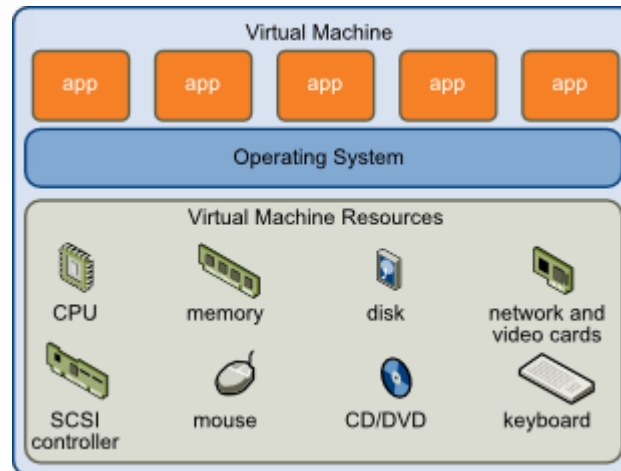 Virtual Machine
app app app app app
Operating System
Virtual Machine Resources
CPU memory disk network and
video cards
SCSI mouse CD/DVD keyboard
controller